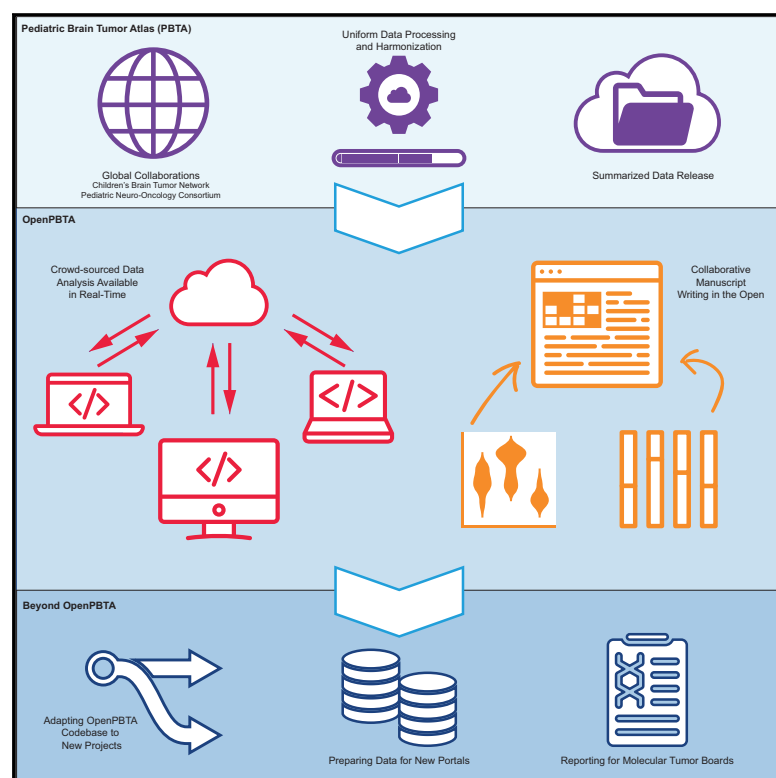 Pediatric Brain Tumor Atlas (PBTA)
Uniform Data Processing
and Harmonization
Global Collaborations
Children's Brain Tumor Network
Pediatric Neuro-Oncology Consortium
Summarized Data Release
OpenPBTA
Crowd-sourced Data
Analysis Available
in Real-Time
Collaborative
Manuscript
Writing in the Open
</>
</>
</>
Beyond OpenPBTA
Adapting OpenPBTA
Codebase to
New Projects
Preparing Data for New Portals
Reporting for Molecular Tumor Boards